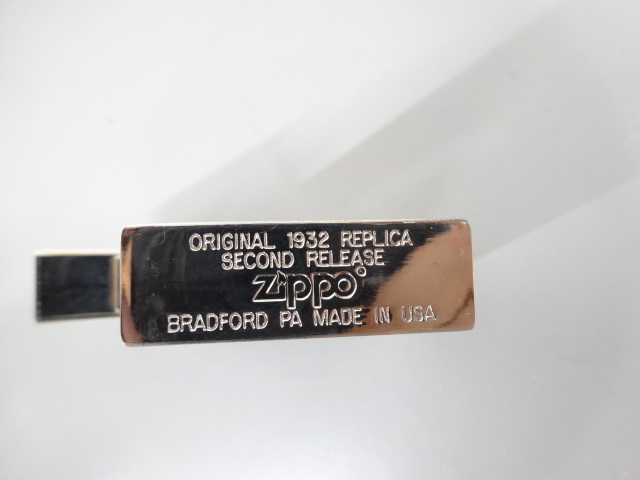 ORIGINAL 1932 REPLICA
SECOND RELEASE
Zippo®
BRADFORD PA MADE IN USA